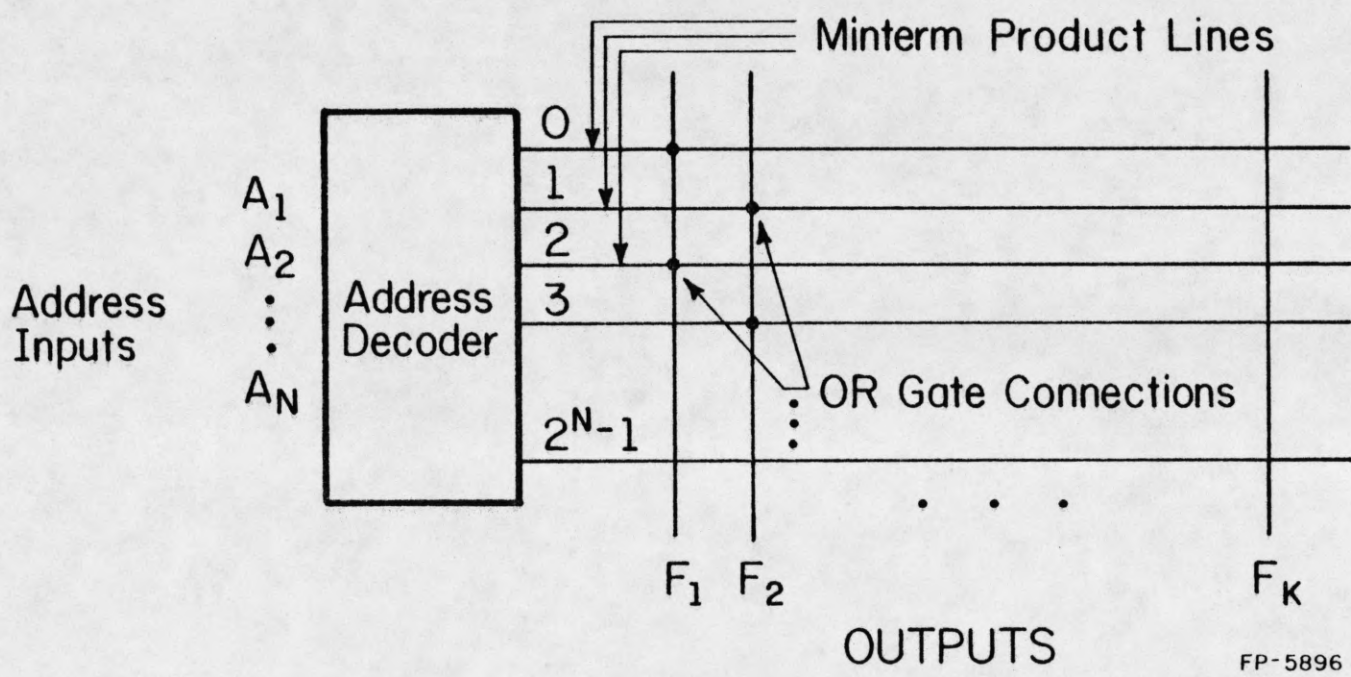 Minterm Product Lines
0
1
2
3
2^N-1
A1
A2
AN
Address
Inputs
Address
Decoder
OR Gate Connections
F1 F2 FK
OUTPUTS
FP-5896